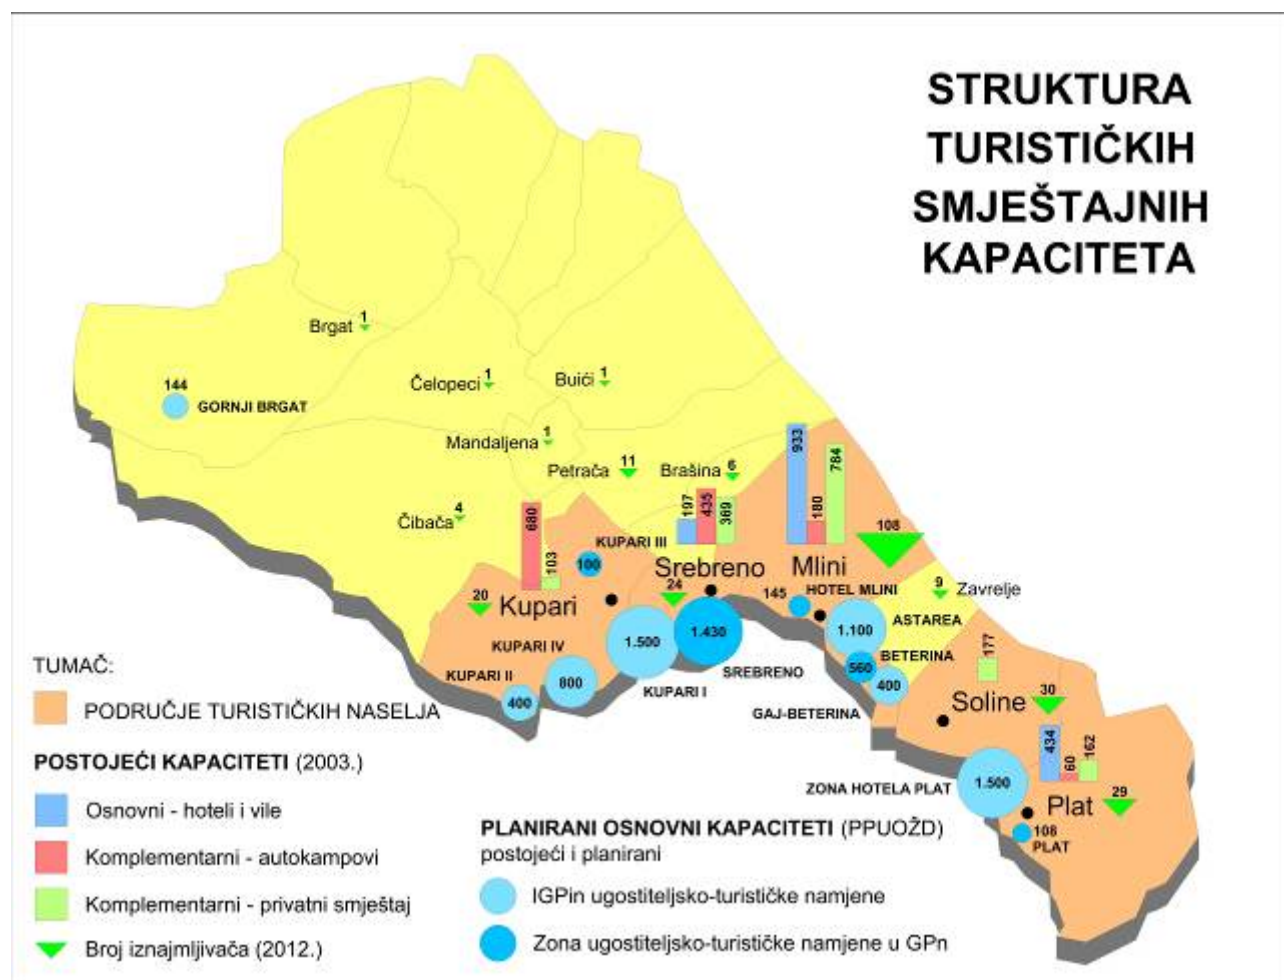 STRUKTURA
TURISTIČKIH
SMJEŠTAJNIH
KAPACITETA
Brgat 1
144
GORNJI BRGAT
Čelopeci 1
Buići 1
Mandaljena 1
Petrača 11
Brašina 6
Čibača 4
680
103
197
435
369
933
180
784
108
KUPARI III
100
Srebreno
24
Mlini
HOTEL MLINI
145
9
Zavrelje
20
Kupari
ASTAREA
1.100
1.500
1.430
KUPARI IV
BETERINA
560
400
KUPARI II
400
800
KUPARI I
SREBRENO
GAJ-BETERINA
177
Soline
30
434
60
162
ZONA HOTELA PLAT
1.500
Plat
29
108
PLAT
TUMAČ:
PODRUČJE TURISTIČKIH NASELJA
POSTOJEĆI KAPACITETI (2003.)
Osnovni - hoteli i vile
Komplementarni - autokampovi
Komplementarni - privatni smještaj
Broj iznajmljivača (2012.)
PLANIRANI OSNOVNI KAPACITETI (PPUOŽD)
postojeći i planirani
IGPin ugostiteljsko-turističke namjene
Zona ugostiteljsko-turističke namjene u GPn